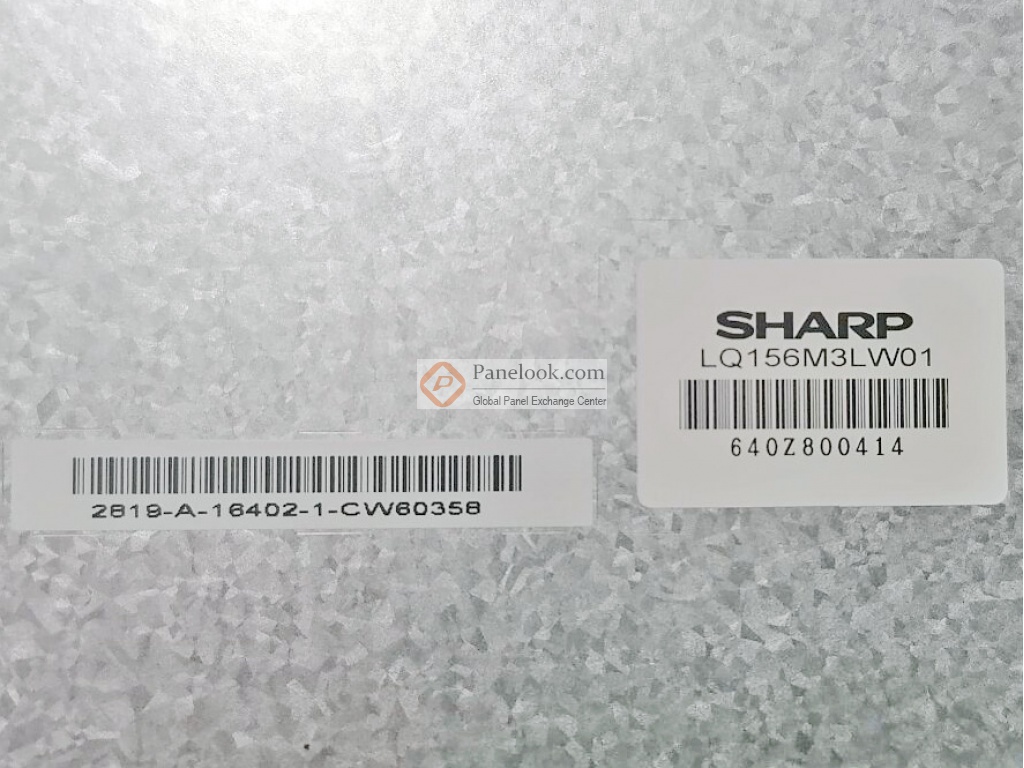 SHARP
LQ156M3LW01
640Z800414
Panelook.com
Global Panel Exchange Center
2819-A-16402-1-CW60358